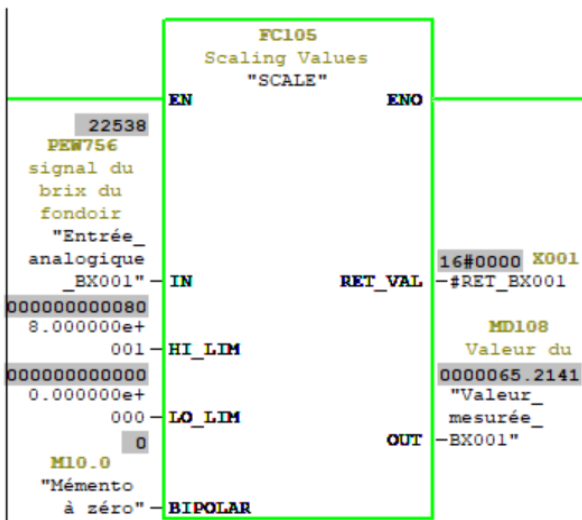 FC105
Scaling Values
"SCALE"
EN ENO
22538
PEW756
signal du
brix du
fondoir
"Entrée_
analogique
_BX001" IN
16#0000 X001
RET_VAL #RET_BX001
000000000080
8.000000e+
001 HI_LIM
MD108
Valeur du
000000000000
0.000000e+
000 LO_LIM
0000065.2141
"Valeur_
mesurée_
OUT BX001"
0
M10.0
"Mémento
à zéro" BIPOLAR